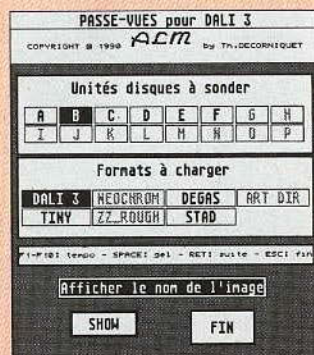 PASSE-VUES pour DALI 3
COPYRIGHT @ 1990 ACM by Th.DECORNIQUET
Unités disques à sonder
A B C D E F G H
I J K L M N O P
Formats à charger
DALI 3 NEOCHROM DEGAS ART DIR
TINY ZZ_ROUGH STAD
F1-F10: tempo - SPACE: gel - RET: suite - ESC: fin
Afficher le nom de l'image
SHOW FIN